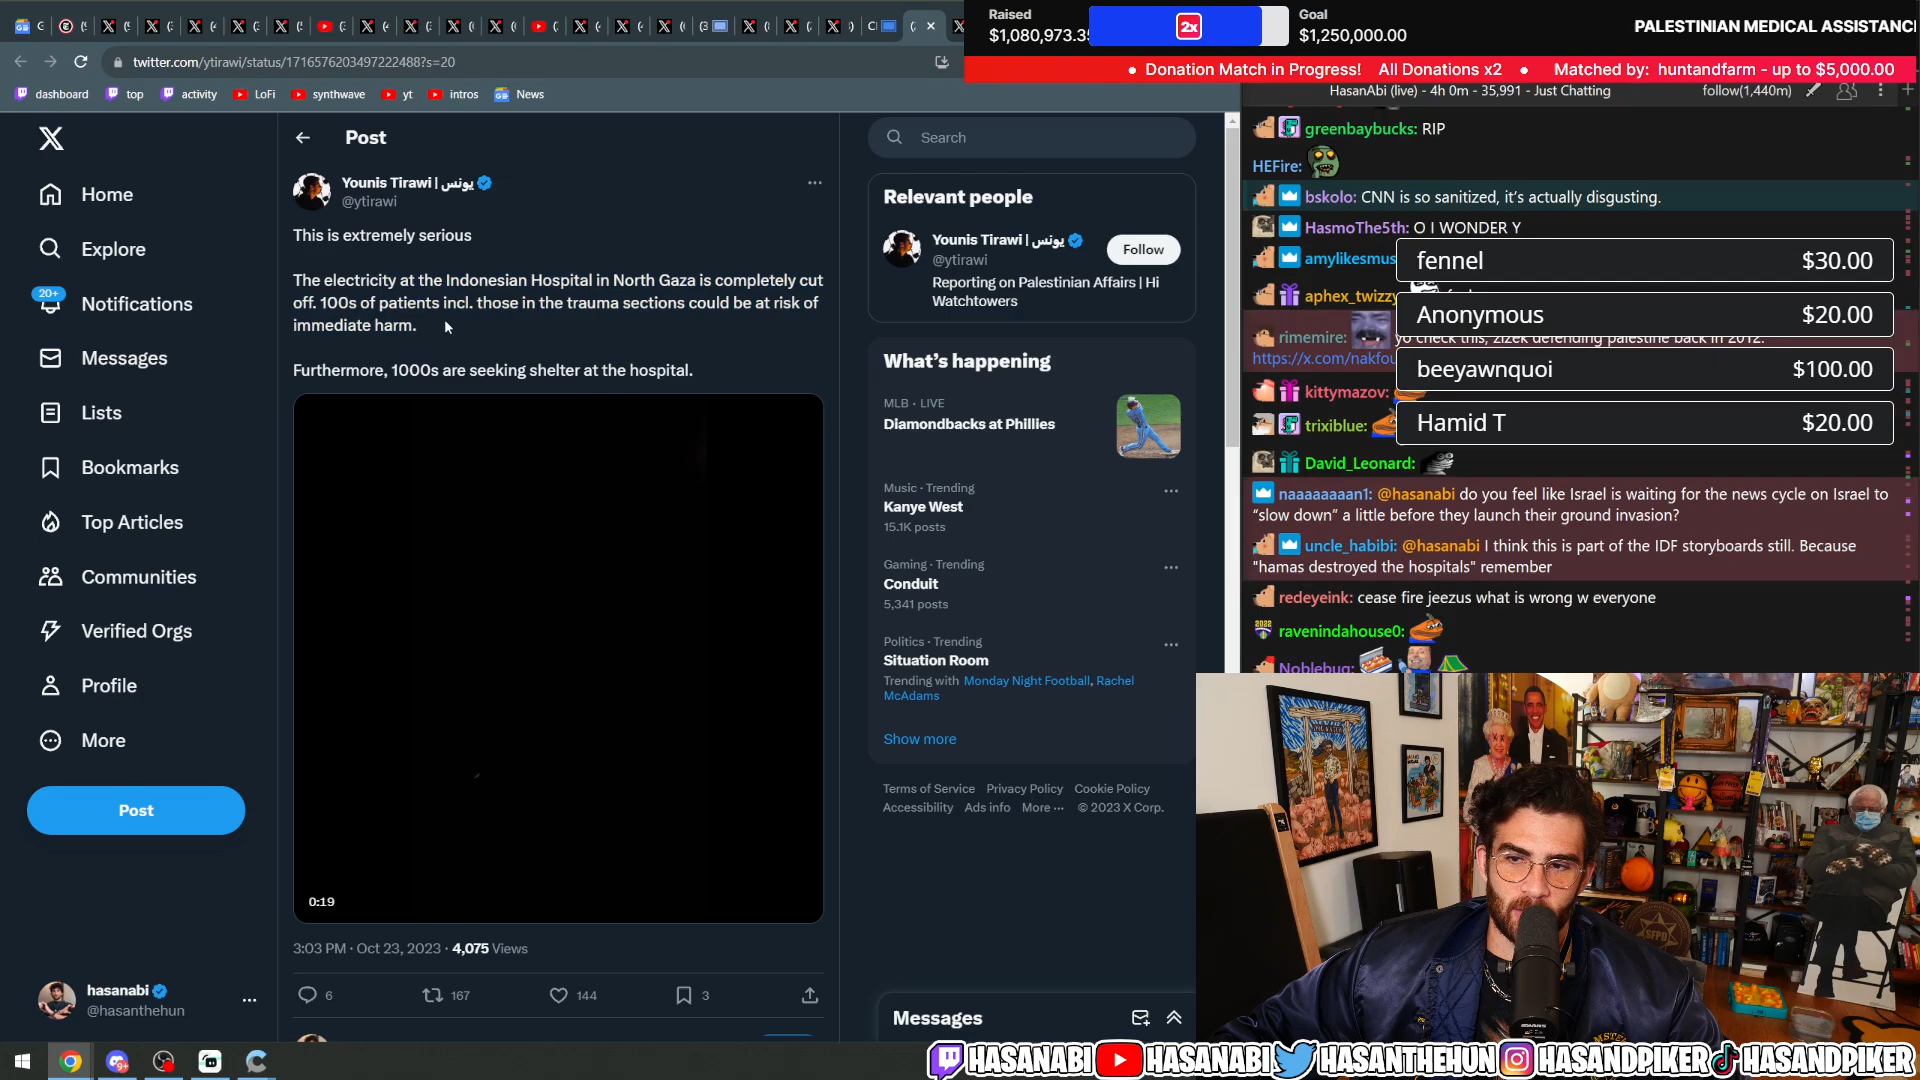 Raised
$1,080,973.3
2x
Goal
$1,250,000.00
PALESTINIAN MEDICAL ASSISTANC
• Donation Match in Progress! All Donations x2 • Matched by: huntandfarm - up to $5,000.00
twitter.com/ytirawi/status/1716576203497222488?s=20
dashboard
top
activity
LoFi
synthwave
yt
intros
News
HasanAbi (live) - 4h 0m - 35,991 - Just Chatting
follow(1,440m)
Home
Explore
20+
Notifications
Messages
Lists
Bookmarks
Top Articles
Communities
Verified Orgs
Profile
More
Post
hasanabi
@hasanthehun
Post
Younis Tirawi | يونس
@ytirawi
This is extremely serious
The electricity at the Indonesian Hospital in North Gaza is completely cut
off. 100s of patients incl. those in the trauma sections could be at risk of
immediate harm.
Furthermore, 1000s are seeking shelter at the hospital.
0:19
3:03 PM · Oct 23, 2023 · 4,075 Views
6
167
144
3
Search
Relevant people
Younis Tirawi | يونس
@ytirawi
Follow
Reporting on Palestinian Affairs | Hi
Watchtowers
What's happening
MLB · LIVE
Diamondbacks at Phillies
Music · Trending
Kanye West
15.1K posts
Gaming · Trending
Conduit
5,341 posts
Politics · Trending
Situation Room
Trending with Monday Night Football, Rachel
McAdams
Show more
Terms of Service Privacy Policy Cookie Policy
Accessibility Ads info More ··· © 2023 X Corp.
Messages
greenbaybucks: RIP
HEFire:
bskolo: CNN is so sanitized, it's actually disgusting.
HasmoThe5th: O I WONDER Y
amylikesmus
fennel $30.00
aphex_twizzy
Anonymous $20.00
rimemire: yo check this, zizek defending palestine back in 2012.
https://x.com/nakfou
beeyawnquoi $100.00
kittymazov:
trixiblue:
Hamid T $20.00
David_Leonard:
naaaaaaaan1: @hasanabi do you feel like Israel is waiting for the news cycle on Israel to
"slow down" a little before they launch their ground invasion?
uncle_habibi: @hasanabi I think this is part of the IDF storyboards still. Because
"hamas destroyed the hospitals" remember
redeyeink: cease fire jeezus what is wrong w everyone
ravenindahouse0:
Noblebug:
HASANABI
HASANABI
HASANTHEHUN
HASANDPIKER
HASANDPIKER